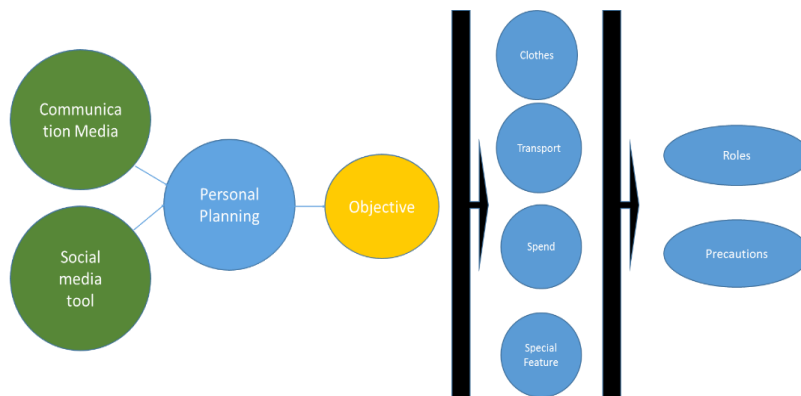 Communica
tion Media
Social
media
tool
Personal
Planning
Objective
Clothes
Transport
Spend
Special
Feature
Roles
Precautions